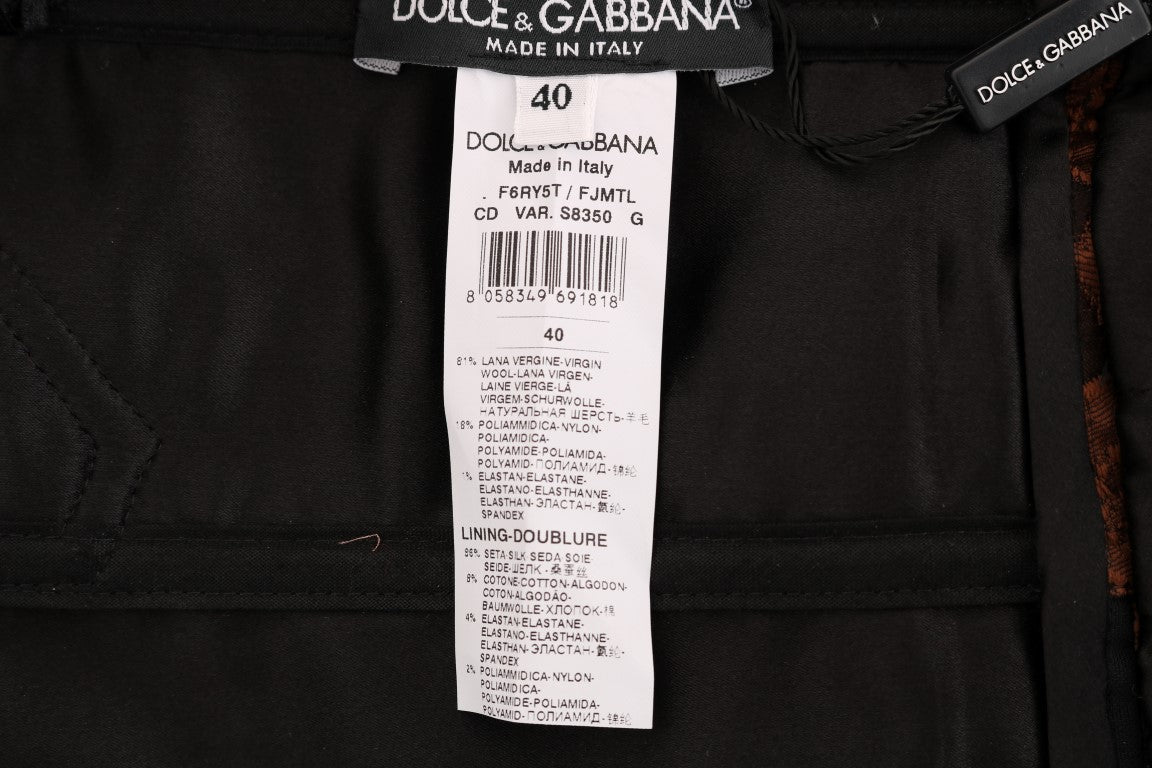 DOLCE & GABBANA®
MADE IN ITALY
DOLCE & GABBANA
40
DOLCE & GABBANA
Made in Italy
. F6RY5T / FJMTL
CD VAR. S8350 G
8 058349 691818
40
81% LANA VERGINE-VIRGIN
WOOL-LANA VIRGEN-
LAINE VIERGE-LÃ
VIRGEM-SCHURWOLLE-
НАТУРАЛЬНАЯ ШЕРСТЬ-羊毛
18% POLIAMMIDICA-NYLON-
POLIAMIDICA-
POLYAMIDE-POLIAMIDA-
POLYAMID-ПОЛИАМИД-锦纶
1% ELASTAN-ELASTANE-
ELASTANO-ELASTHANNE-
ELASTHAN-ЭЛАСТАН-氨纶-
SPANDEX
LINING-DOUBLURE
86% SETA SILK SEDA SOIE
SEIDE-ШЕЛК-桑蚕丝
8% COTONE-COTTON-ALGODON-
COTON-ALGODÃO-
BAUMWOLLE-ХЛОПОК-棉
4% ELASTAN-ELASTANE-
ELASTANO-ELASTHANNE-
ELASTHAN-ЭЛАСТАН-氨纶-
SPANDEX
2% POLIAMMIDICA-NYLON-
POLIAMIDICA-
POLYAMIDE-POLIAMIDA-
POLYAMID-ПОЛИАМИД-锦纶